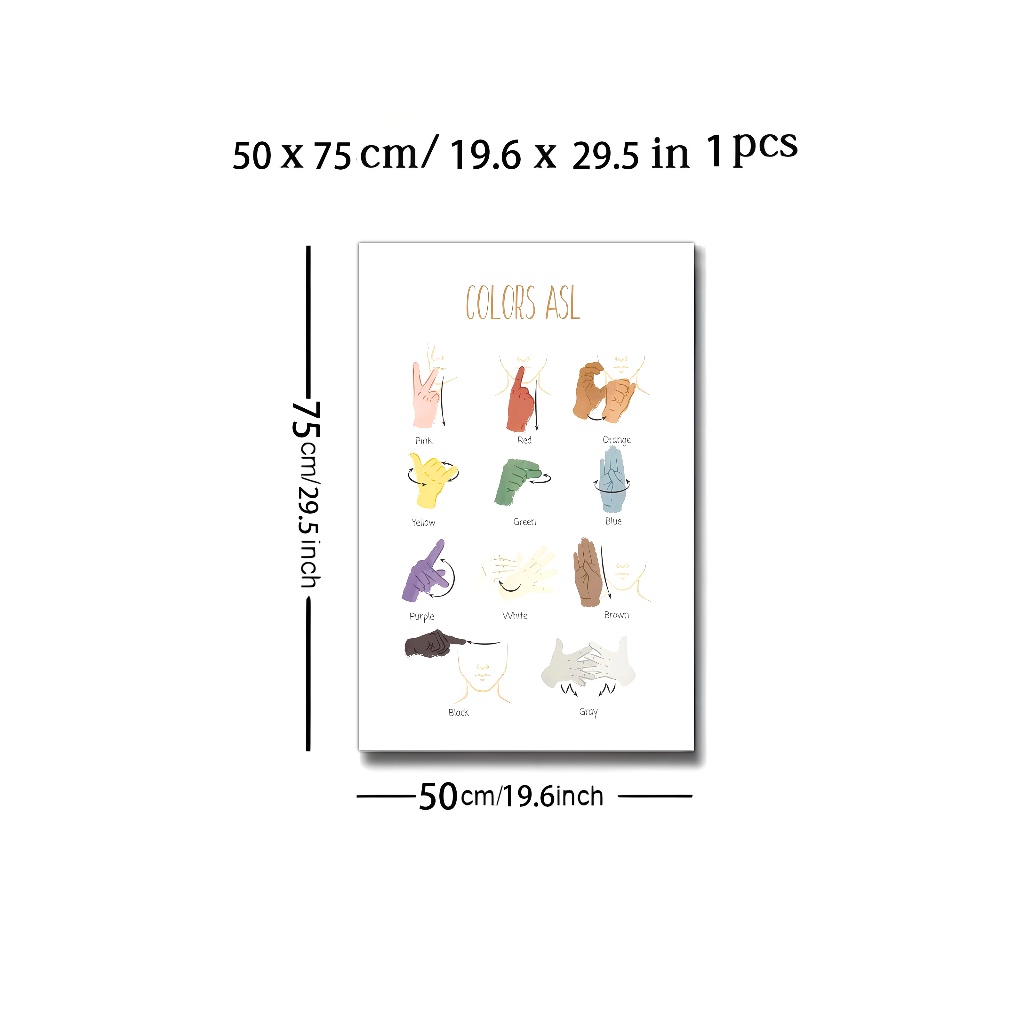 50 x 75 cm/ 19.6 x 29.5 in 1 pcs
COLORS ASL
Pink Red Orange
Yellow Green Blue
Purple White Brown
Black Gray
75cm/29.5inch
50cm/19.6inch